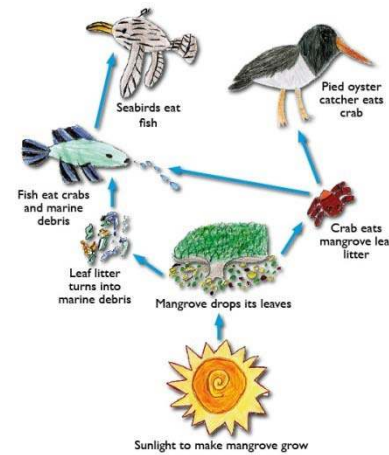 Seabirds eat
fish
Pied oyster
catcher eats
crab
Fish eat crabs
and marine
debris
Crab eats
mangrove lea
litter
Leaf litter
turns into
marine debris
Mangrove drops its leaves
Sunlight to make mangrove grow